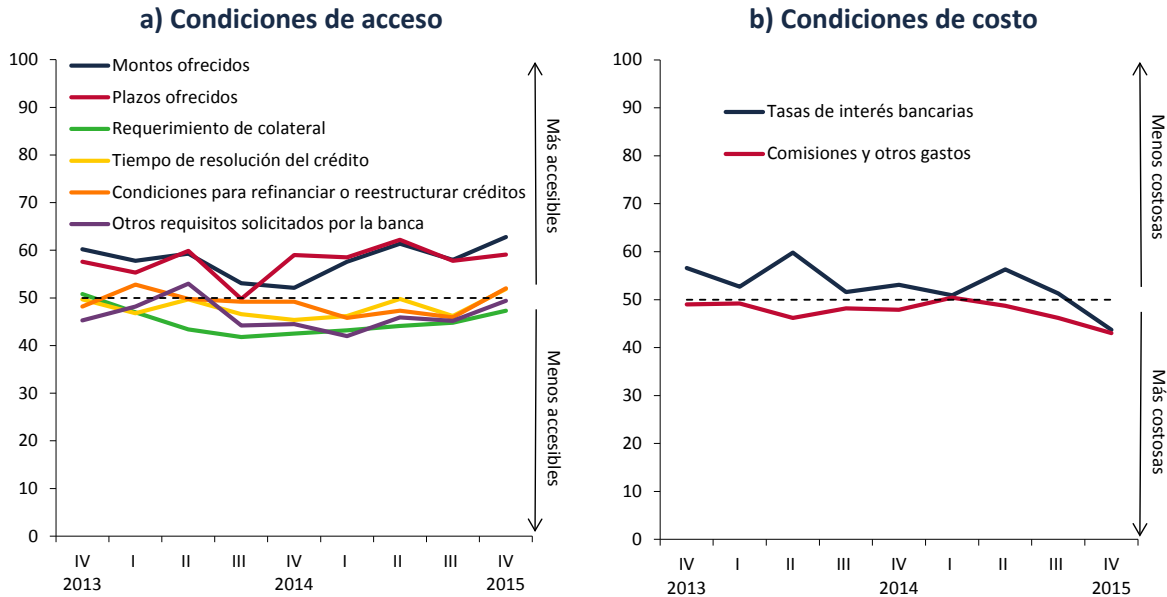 a) Condiciones de acceso
100
90
80
70
60
50
40
30
20
10
0
Montos ofrecidos
Plazos ofrecidos
Requerimiento de colateral
Tiempo de resolución del crédito
Condiciones para refinanciar o reestructurar créditos
Otros requisitos solicitados por la banca
Más accesibles
Menos accesibles
IV I II III IV I II III IV
2013 2014 2015
b) Condiciones de costo
100
90
80
70
60
50
40
30
20
10
0
Tasas de interés bancarias
Comisiones y otros gastos
Menos costosas
Más costosas
IV I II III IV I II III IV
2013 2014 2015